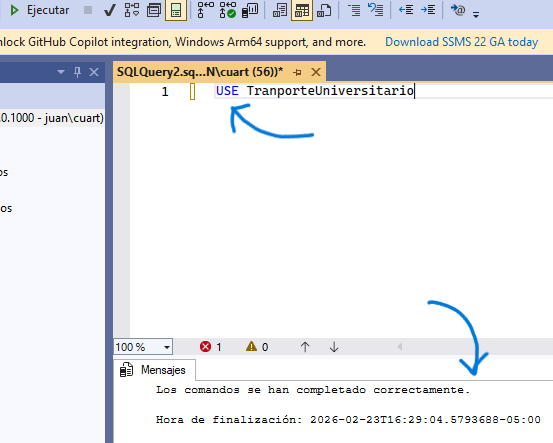 Ejecutar
nlock GitHub Copilot integration, Windows Arm64 support, and more. Download SSMS 22 GA today
SQLQuery2.sq...N\cuart (56))*
1 USE TranporteUniversitario
.0.1000 - juan\cuart)
os
os
100 % 1 0
Mensajes
Los comandos se han completado correctamente.
Hora de finalización: 2026-02-23T16:29:04.5793688-05:00